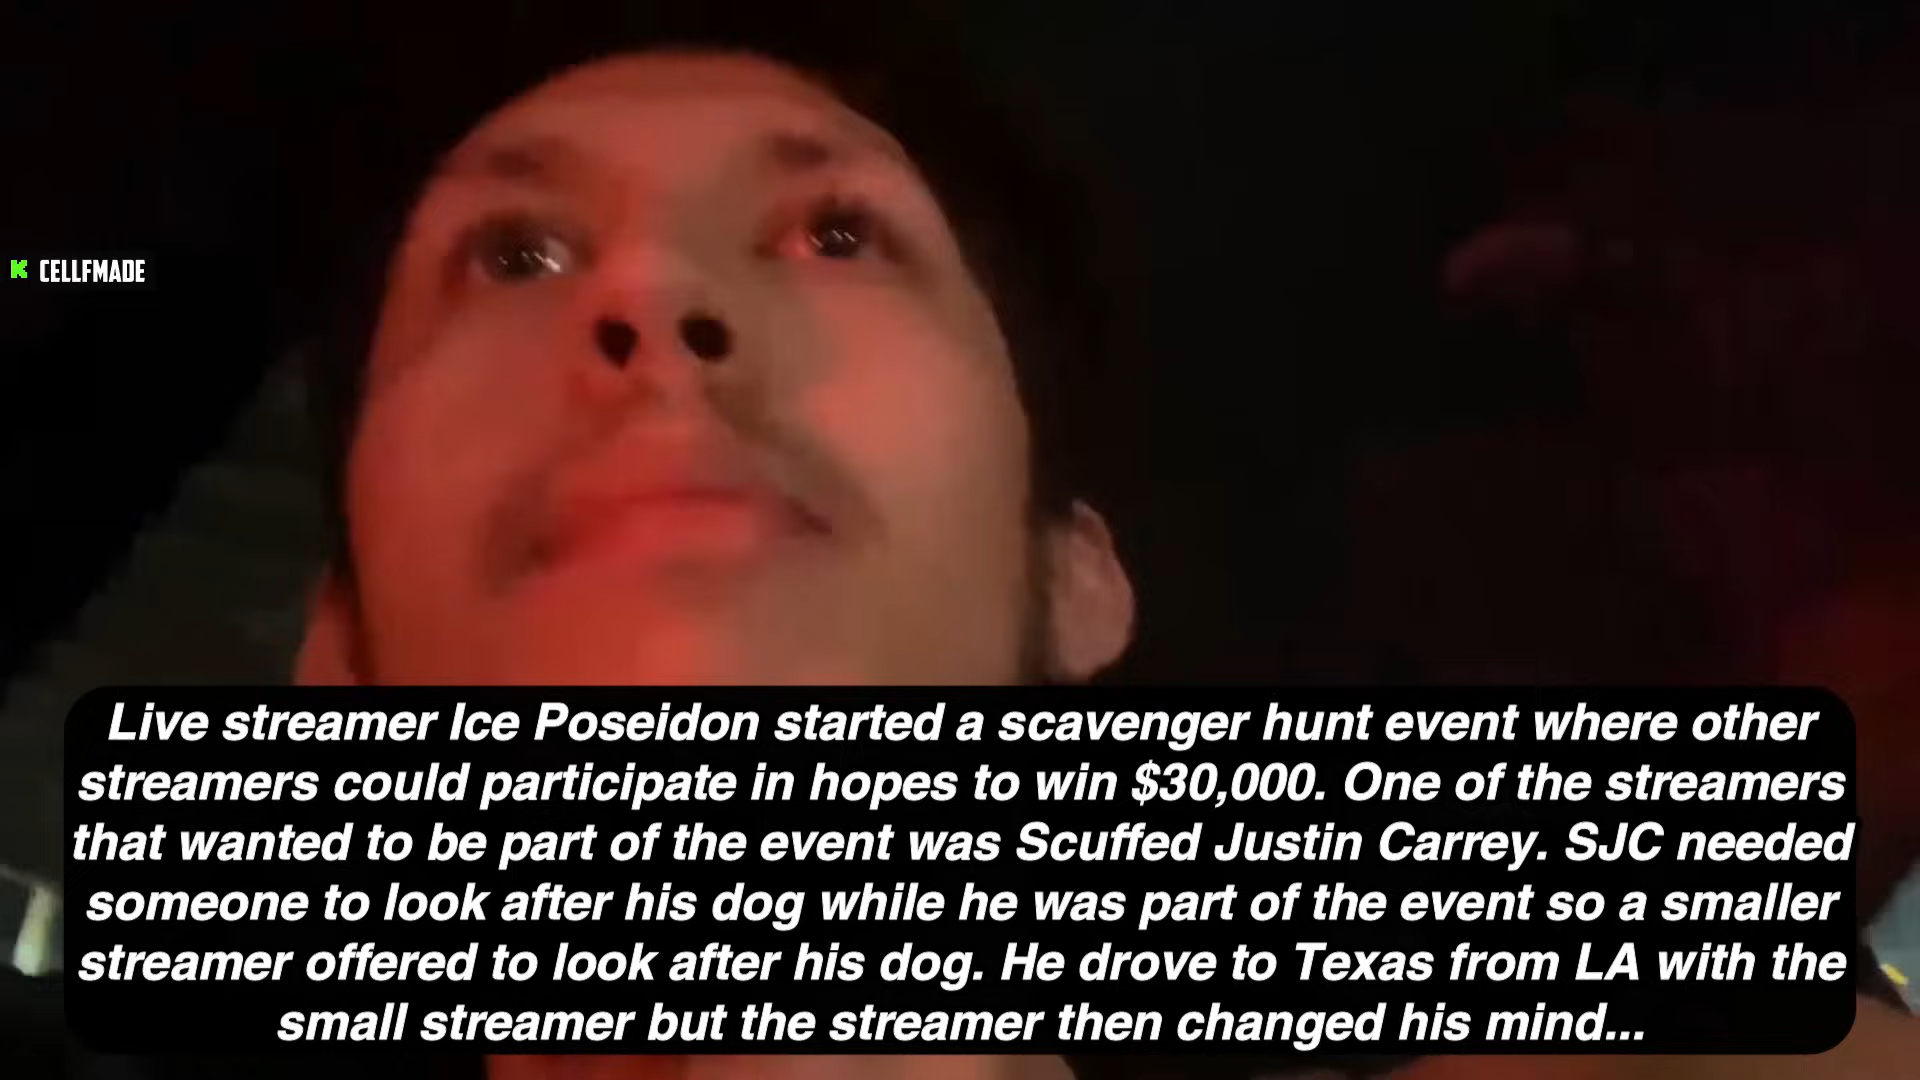 CELLFMADE
Live streamer Ice Poseidon started a scavenger hunt event where other
streamers could participate in hopes to win $30,000. One of the streamers
that wanted to be part of the event was Scuffed Justin Carrey. SJC needed
someone to look after his dog while he was part of the event so a smaller
streamer offered to look after his dog. He drove to Texas from LA with the
small streamer but the streamer then changed his mind...